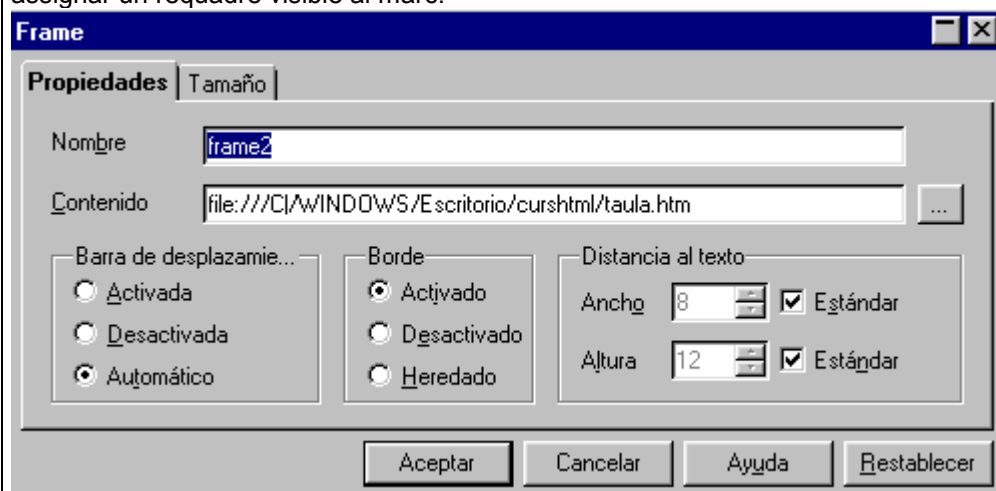 assignar un requadre visible al marc.
Frame
Propiedades Tamaño
Nombre frame2
Contenido file:///C|/WINDOWS/Escritorio/curshtml/taula.htm ...
Barra de desplazamie... Borde Distancia al texto
Activada Activado Ancho 8 Estándar
Desactivada Desactivado
Altura 12 Estándar
Automático Heredado
Aceptar Cancelar Ayuda Restablecer